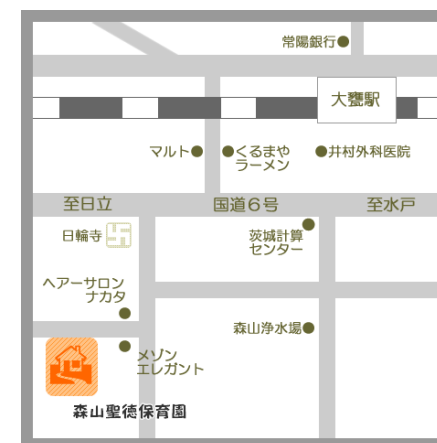 常陽銀行
大甕駅
マルト
くるまや
ラーメン
井村外科医院
至日立
国道6号
至水戸
日輪寺
茨城計算
センター
ヘアーサロン
ナカタ
森山浄水場
メゾン
エレガント
森山聖徳保育園